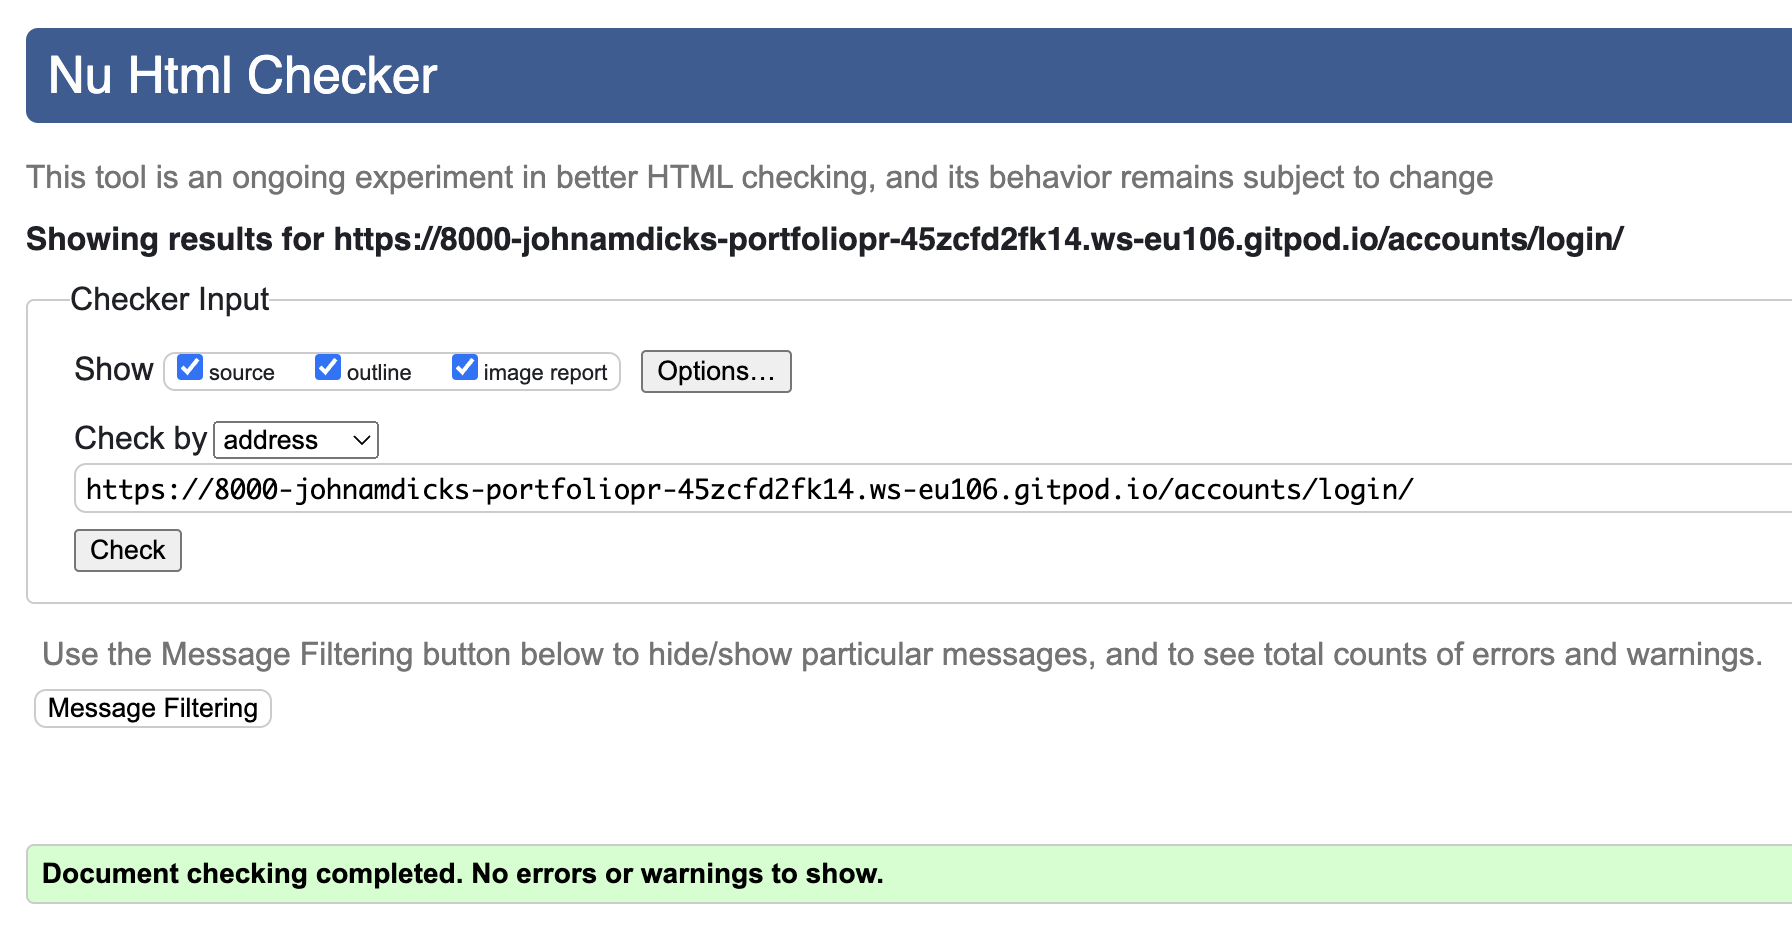 Nu Html Checker
This tool is an ongoing experiment in better HTML checking, and its behavior remains subject to change
Showing results for https://8000-johnamdicks-portfoliopr-45zcfd2fk14.ws-eu106.gitpod.io/accounts/login/
Checker Input
Show source outline image report Options...
Check by address
https://8000-johnamdicks-portfoliopr-45zcfd2fk14.ws-eu106.gitpod.io/accounts/login/
Check
Use the Message Filtering button below to hide/show particular messages, and to see total counts of errors and warnings.
Message Filtering
Document checking completed. No errors or warnings to show.